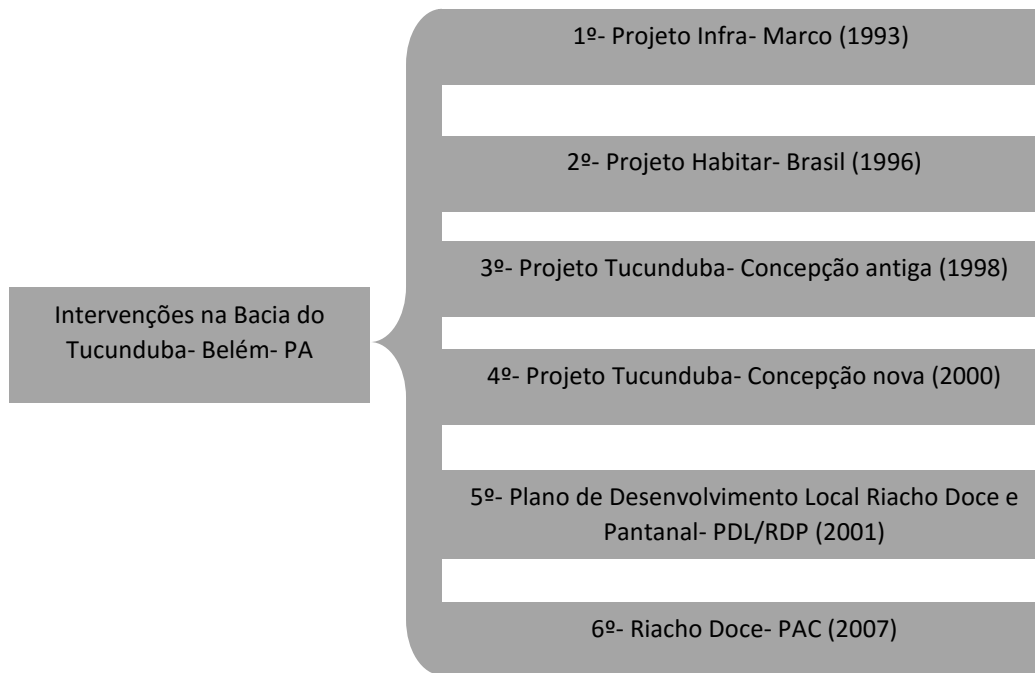 1º- Projeto Infra- Marco (1993)
2º- Projeto Habitar- Brasil (1996)
3º- Projeto Tucunduba- Concepção antiga (1998)
Intervenções na Bacia do
Tucunduba- Belém- PA
4º- Projeto Tucunduba- Concepção nova (2000)
5º- Plano de Desenvolvimento Local Riacho Doce e
Pantanal- PDL/RDP (2001)
6º- Riacho Doce- PAC (2007)